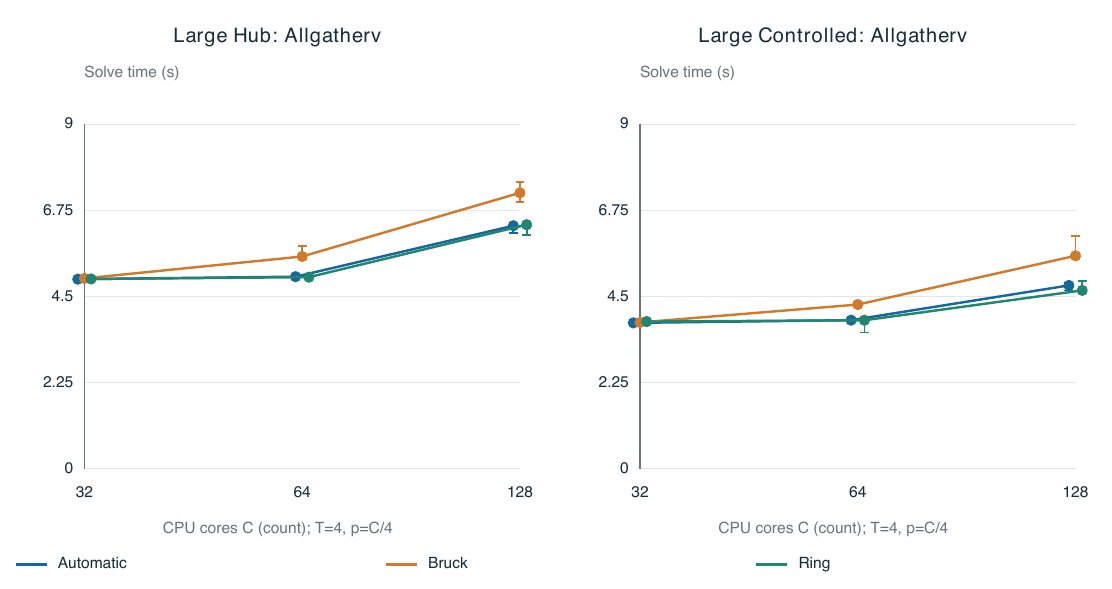 Large Hub: Allgatherv
Solve time (s)
9
6.75
4.5
2.25
0
32 64 128
CPU cores C (count); T=4, p=C/4
Large Controlled: Allgatherv
Solve time (s)
9
6.75
4.5
2.25
0
32 64 128
CPU cores C (count); T=4, p=C/4
Automatic Bruck Ring